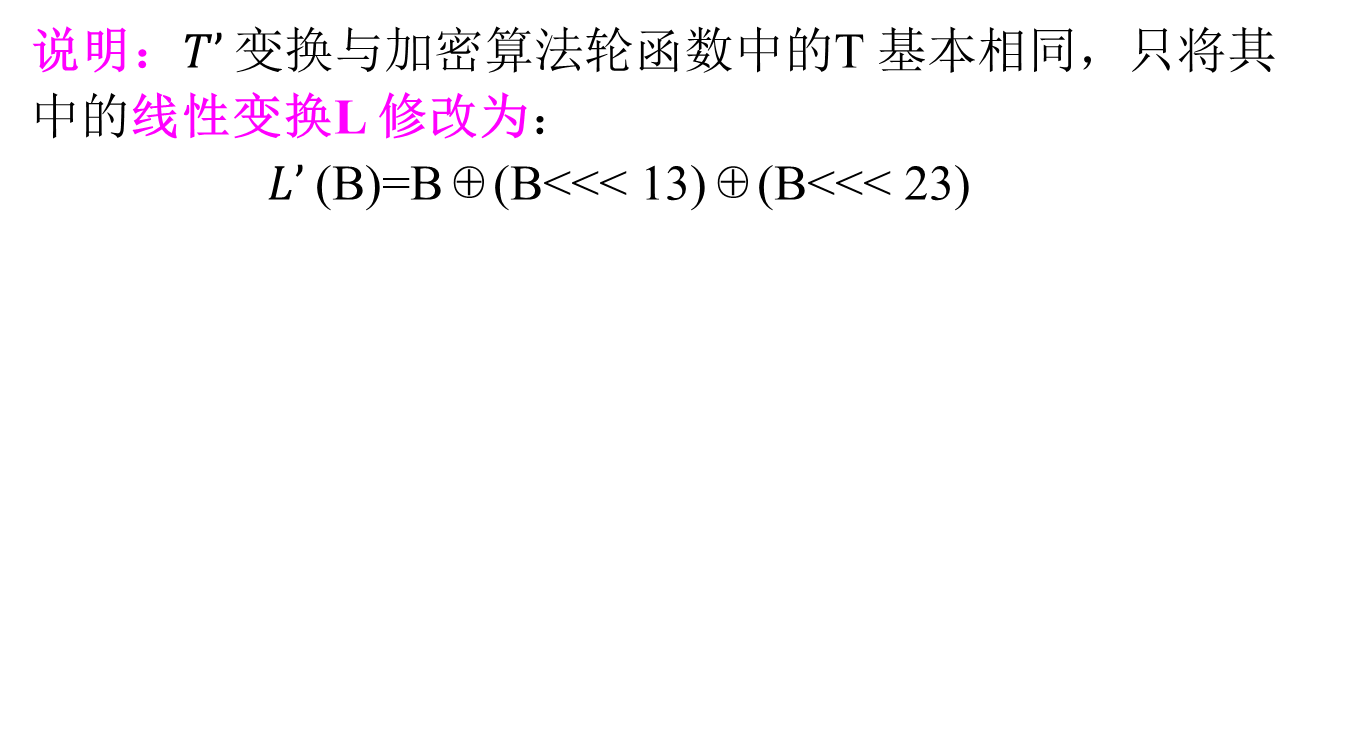 说明：T’ 变换与加密算法轮函数中的T 基本相同，只将其
中的线性变换L 修改为：
L’ (B)=B⊕(B<<< 13)⊕(B<<< 23)